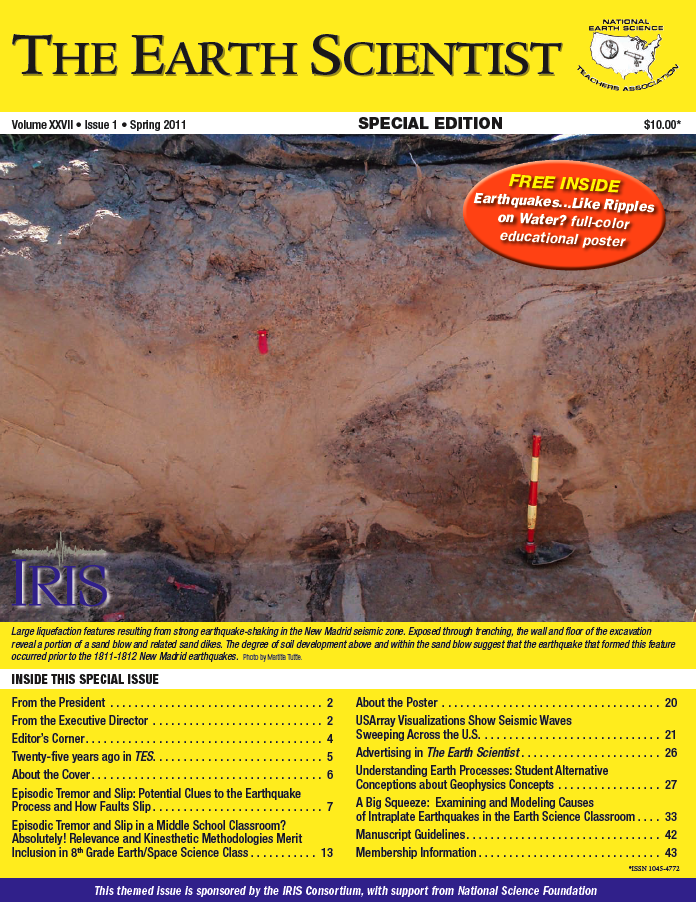 THE EARTH SCIENTIST
NATIONAL
EARTH SCIENCE
TEACHERS ASSOCIATION
Volume XXVII • Issue 1 • Spring 2011
SPECIAL EDITION
$10.00*
FREE INSIDE
Earthquakes...Like Ripples
on Water? full-color
educational poster
IRIS
Large liquefaction features resulting from strong earthquake-shaking in the New Madrid seismic zone. Exposed through trenching, the wall and floor of the excavation
reveal a portion of a sand blow and related sand dikes. The degree of soil development above and within the sand blow suggest that the earthquake that formed this feature
occurred prior to the 1811-1812 New Madrid earthquakes. Photo by Martitia Tuttle.
INSIDE THIS SPECIAL ISSUE
From the President . . . . . . . . . . . . . . . . . . . . . . . . . . . . . . . . . . 2
From the Executive Director . . . . . . . . . . . . . . . . . . . . . . . . . . . 2
Editor's Corner . . . . . . . . . . . . . . . . . . . . . . . . . . . . . . . . . . . . . . 4
Twenty-five years ago in TES. . . . . . . . . . . . . . . . . . . . . . . . . . . 5
About the Cover . . . . . . . . . . . . . . . . . . . . . . . . . . . . . . . . . . . . . 6
Episodic Tremor and Slip: Potential Clues to the Earthquake
Process and How Faults Slip . . . . . . . . . . . . . . . . . . . . . . . . . . . 7
Episodic Tremor and Slip in a Middle School Classroom?
Absolutely! Relevance and Kinesthetic Methodologies Merit
Inclusion in 8th Grade Earth/Space Science Class . . . . . . . . . . . 13
About the Poster . . . . . . . . . . . . . . . . . . . . . . . . . . . . . . . . . . . 20
USArray Visualizations Show Seismic Waves
Sweeping Across the U.S. . . . . . . . . . . . . . . . . . . . . . . . . . . . . 21
Advertising in The Earth Scientist . . . . . . . . . . . . . . . . . . . . . . 26
Understanding Earth Processes: Student Alternative
Conceptions about Geophysics Concepts . . . . . . . . . . . . . . . . . 27
A Big Squeeze: Examining and Modeling Causes
of Intraplate Earthquakes in the Earth Science Classroom . . . . 33
Manuscript Guidelines . . . . . . . . . . . . . . . . . . . . . . . . . . . . . . . 42
Membership Information . . . . . . . . . . . . . . . . . . . . . . . . . . . . . 43
*ISSN 1045-4772
This themed issue is sponsored by the IRIS Consortium, with support from National Science Foundation